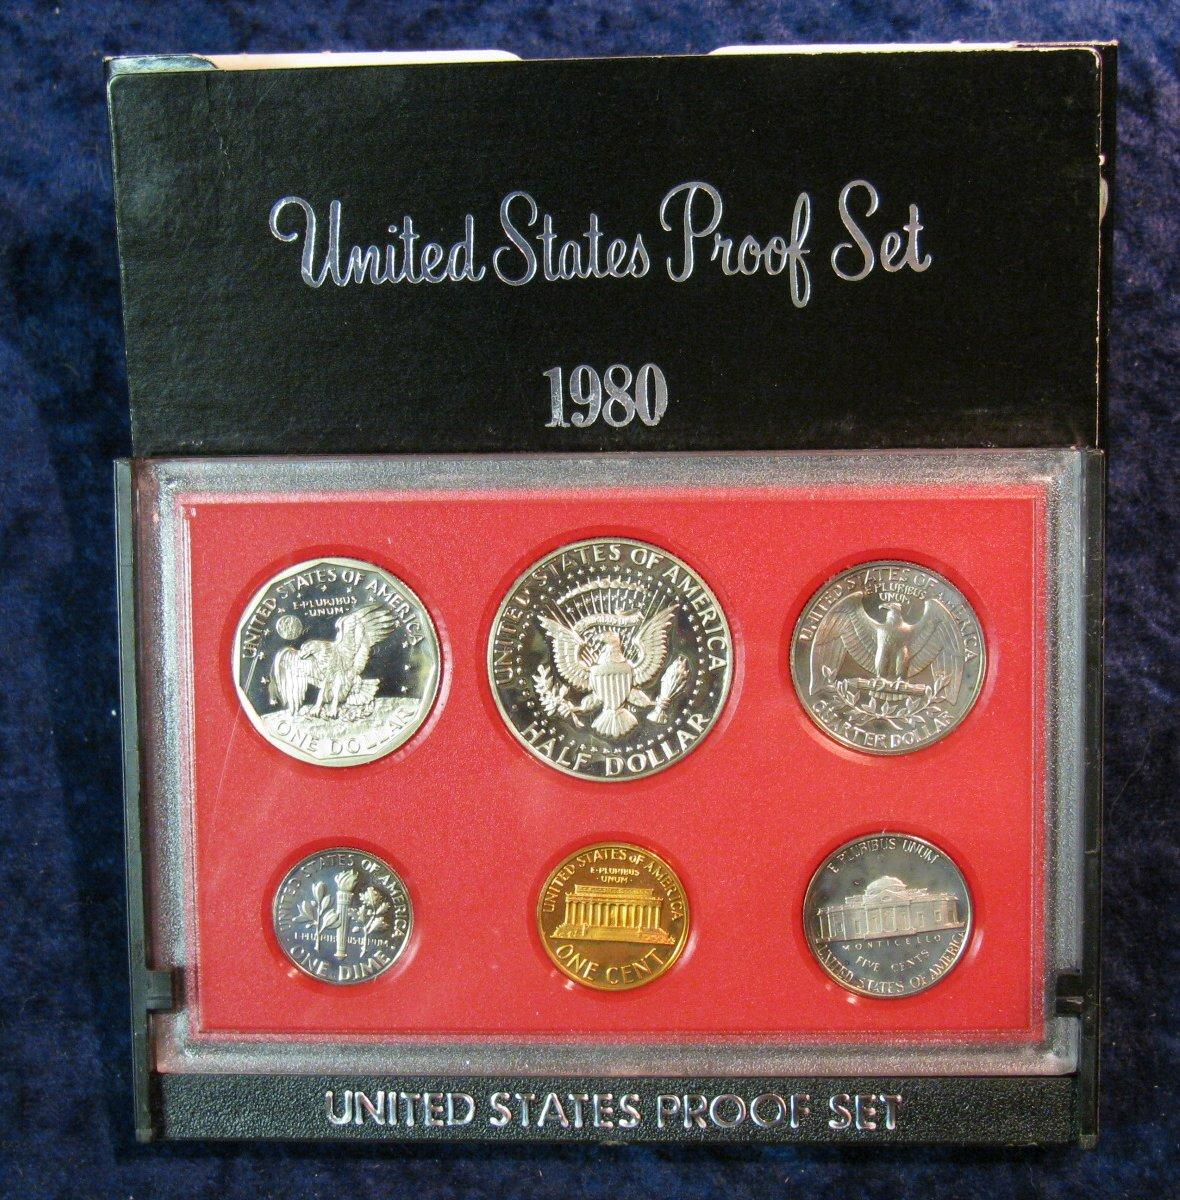 United States Proof Set
1980
UNITED STATES OF AMERICA
E·PLURIBUS
·UNUM·
ONE DOLLAR
UNITED STATES OF AMERICA
HALF DOLLAR
UNITED STATES OF AMERICA
E·PLURIBUS
UNUM
QUARTER DOLLAR
UNITED STATES OF AMERICA
E·PLURIBUS·UNUM·
ONE DIME
UNITED STATES OF AMERICA
E·PLURIBUS
·UNUM·
ONE CENT
E PLURIBUS UNUM
MONTICELLO
FIVE CENTS
UNITED STATES OF AMERICA
UNITED STATES PROOF SET